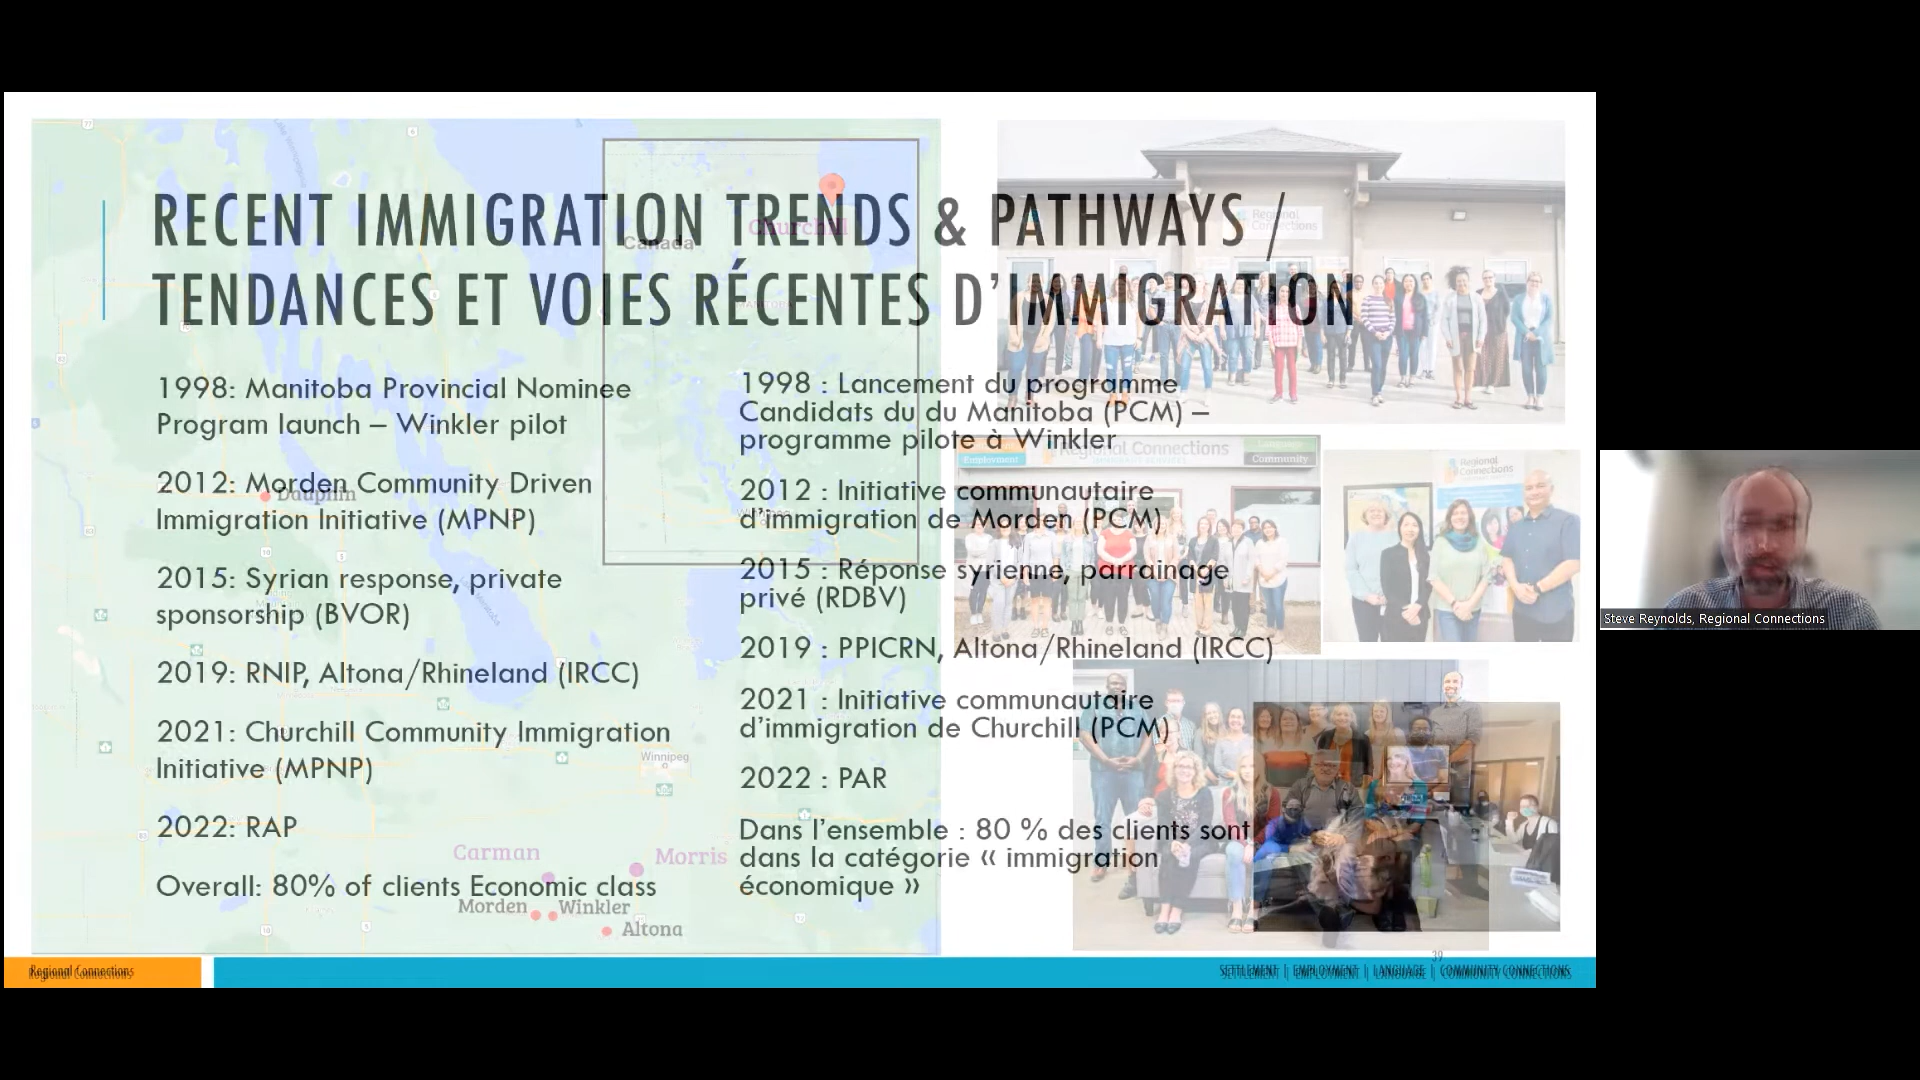 RECENT IMMIGRATION TRENDS & PATHWAYS /
TENDANCES ET VOIES RÉCENTES D'IMMIGRATION
1998: Manitoba Provincial Nominee
Program launch – Winkler pilot
2012: Morden Community Driven
Immigration Initiative (MPNP)
2015: Syrian response, private
sponsorship (BVOR)
2019: RNIP, Altona/Rhineland (IRCC)
2021: Churchill Community Immigration
Initiative (MPNP)
2022: RAP
Overall: 80% of clients Economic class
1998 : Lancement du programme
Candidats du du Manitoba (PCM) –
programme pilote à Winkler
2012 : Initiative communautaire
d'immigration de Morden (PCM)
2015 : Réponse syrienne, parrainage
privé (RDBV)
2019 : PPICRN, Altona/Rhineland (IRCC)
2021 : Initiative communautaire
d'immigration de Churchill (PCM)
2022 : PAR
Dans l'ensemble : 80 % des clients sont
dans la catégorie « immigration
économique »
Canada
Churchill
Dauphin
Winnipeg
Carman
Morris
Morden
Winkler
Altona
Regional
Connections
Employment
Regional Connections
Community
Regional
Connections
39
Regional Connections
SETTLEMENT | EMPLOYMENT | LANGUAGE | COMMUNITY CONNECTIONS
Steve Reynolds, Regional Connections